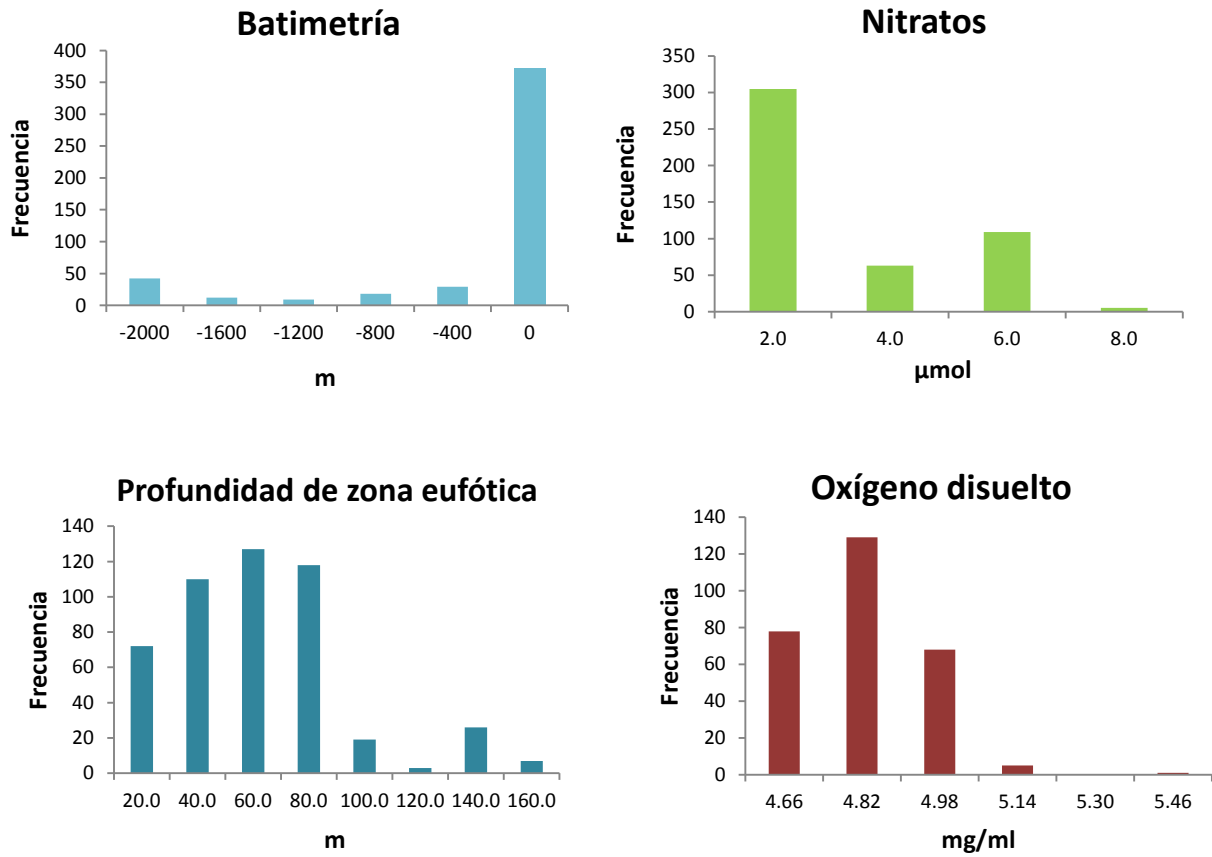 Batimetría
Frecuencia
400
350
300
250
200
150
100
50
0
-2000 -1600 -1200 -800 -400 0
m
Nitratos
Frecuencia
350
300
250
200
150
100
50
0
2.0 4.0 6.0 8.0
µmol
Profundidad de zona eufótica
Frecuencia
140
120
100
80
60
40
20
0
20.0 40.0 60.0 80.0 100.0 120.0 140.0 160.0
m
Oxígeno disuelto
Frecuencia
140
120
100
80
60
40
20
0
4.66 4.82 4.98 5.14 5.30 5.46
mg/ml